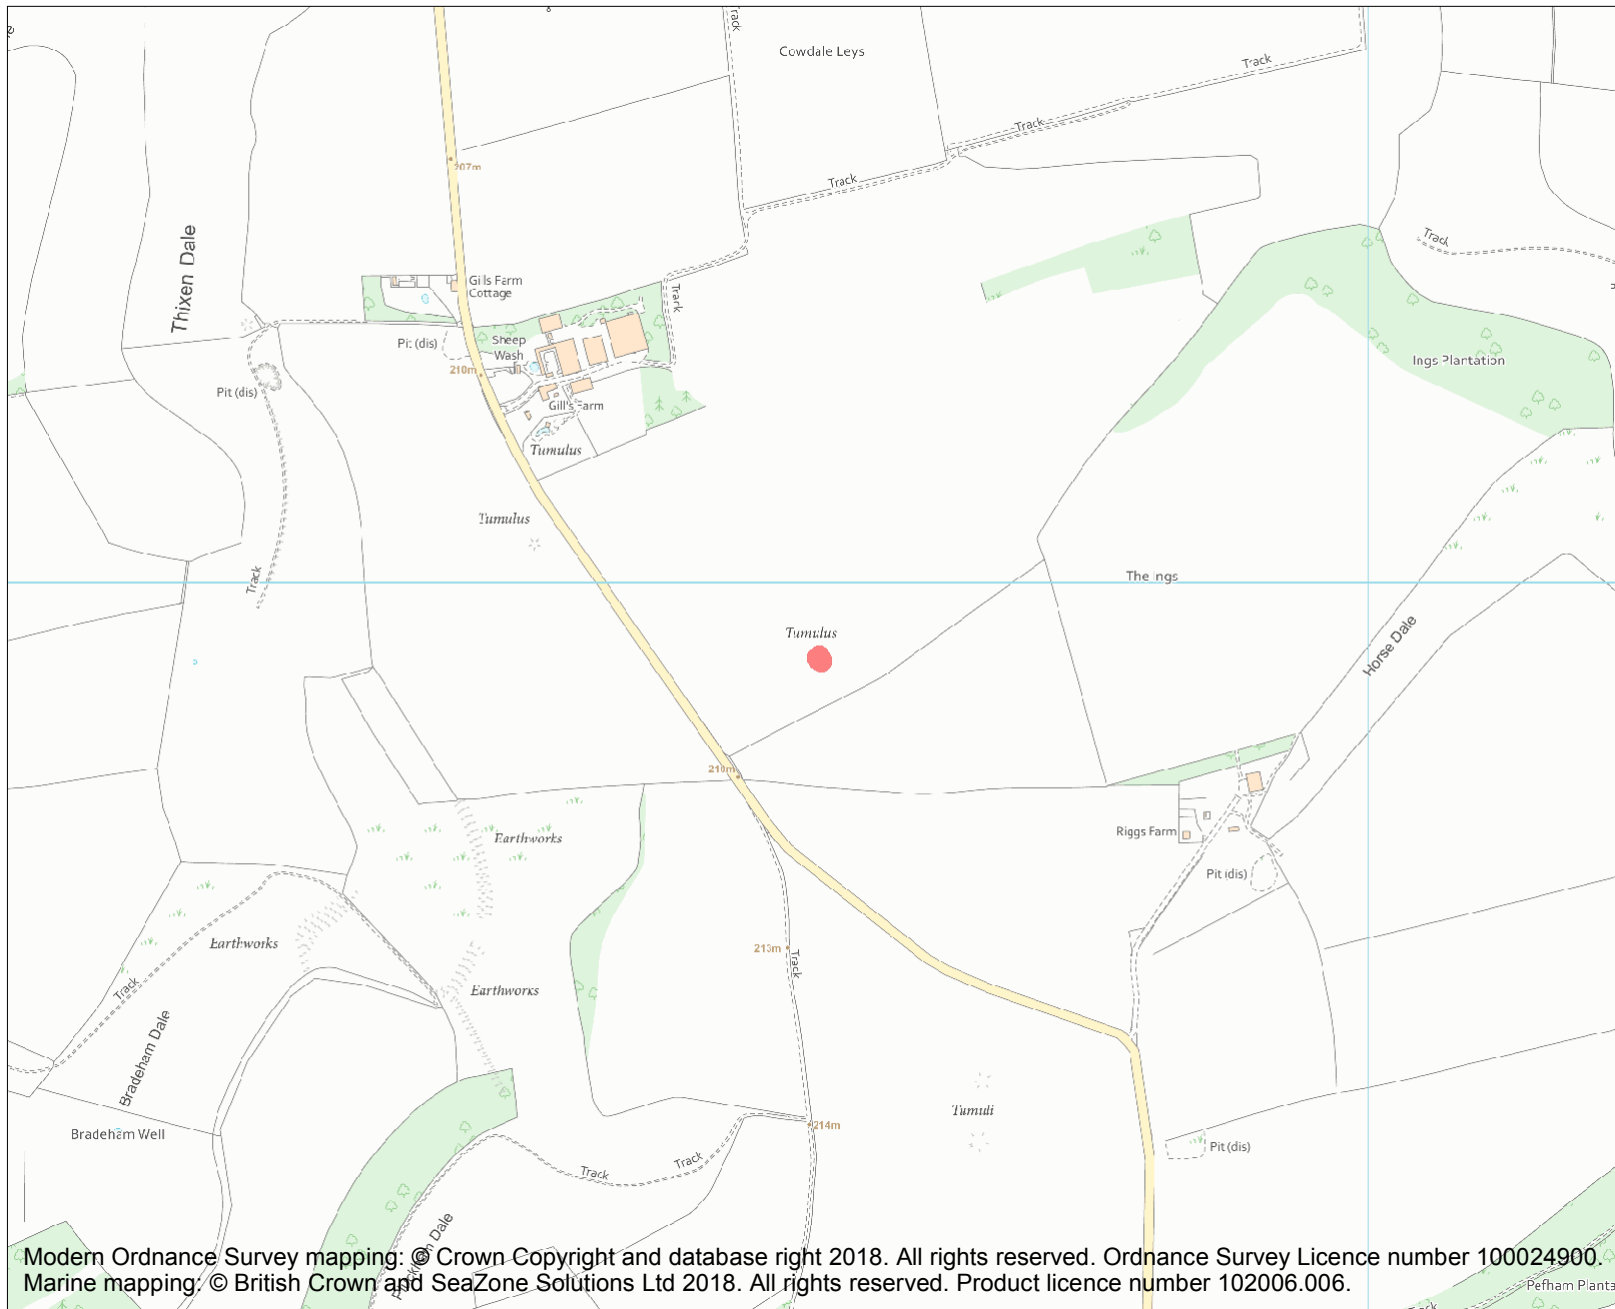 Track
Cowdale Leys
Track
Track
207m
Track
Thixen Dale
Track
Gills Farm
Cottage
Track
Pit (dis)
Sheep
Wash
210m
Ings Plantation
Pit (dis)
Gill's Farm
Tumulus
Tumulus
Track
The Ings
Tumulus
Horse Dale
210m
Earthworks
Riggs Farm
Pit (dis)
Earthworks
213m
Track
Track
Earthworks
Bradeham Dale
Tumuli
214m
Bradeham Well
Pit (dis)
Track
Track
Dale
Modern Ordnance Survey mapping: © Crown Copyright and database right 2018. All rights reserved. Ordnance Survey Licence number 100024900.
Marine mapping: © British Crown and SeaZone Solutions Ltd 2018. All rights reserved. Product licence number 102006.006.